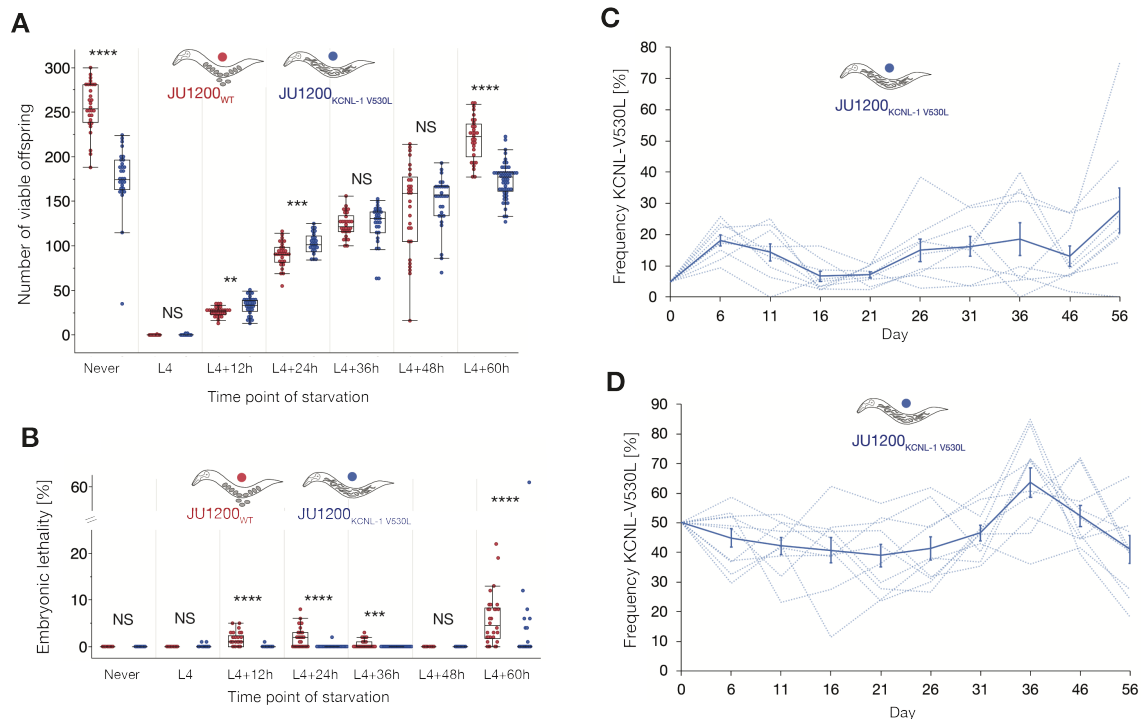 A
Number of viable offspring
300
250
200
150
100
50
0
****
NS
**
***
NS
NS
****
JU1200WT
JU1200KCNL-1 V530L
Never L4 L4+12h L4+24h L4+36h L4+48h L4+60h
Time point of starvation
B
Embryonic lethality [%]
60
20
10
0
JU1200WT
JU1200KCNL-1 V530L
NS
NS
****
****
***
NS
****
Never L4 L4+12h L4+24h L4+36h L4+48h L4+60h
Time point of starvation
C
Frequency KCNL-V530L [%]
80
70
60
50
40
30
20
10
0
JU1200KCNL-1 V530L
0 6 11 16 21 26 31 36 46 56
Day
D
Frequency KCNL-V530L [%]
90
80
70
60
50
40
30
20
10
0
JU1200KCNL-1 V530L
0 6 11 16 21 26 31 36 46 56
Day